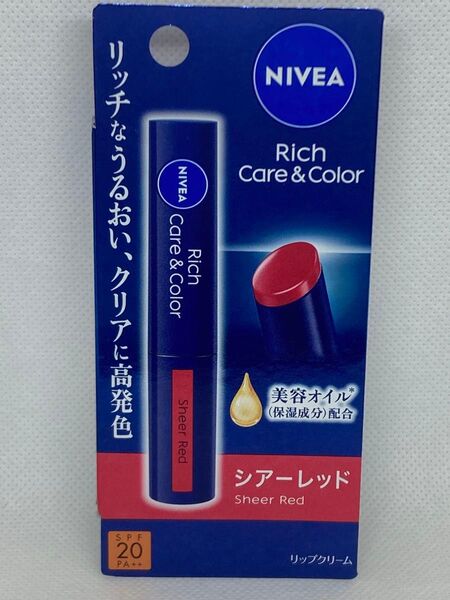 NIVEA
Rich
Care & Color
リッチなうるおい、クリアに高発色
NIVEA
Rich
Care & Color
Sheer Red
美容オイル*
(保湿成分)配合
シアーレッド
Sheer Red
SPF
20
PA++
リップクリーム